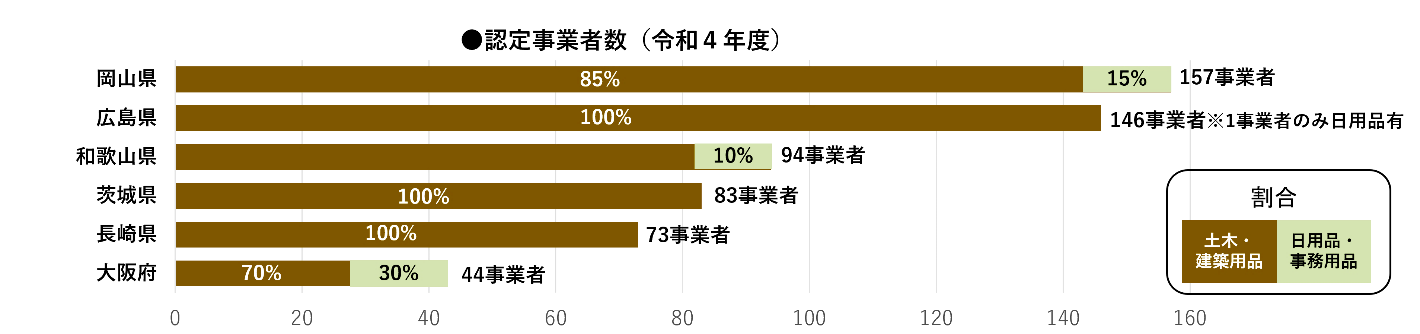 ●認定事業者数（令和４年度）
岡山県 85% 15% 157事業者
広島県 100% 146事業者※1事業者のみ日用品有
和歌山県 10% 94事業者
茨城県 100% 83事業者
長崎県 100% 73事業者
大阪府 70% 30% 44事業者
0 20 40 60 80 100 120 140 160
割合
土木・
建築用品
日用品・
事務用品